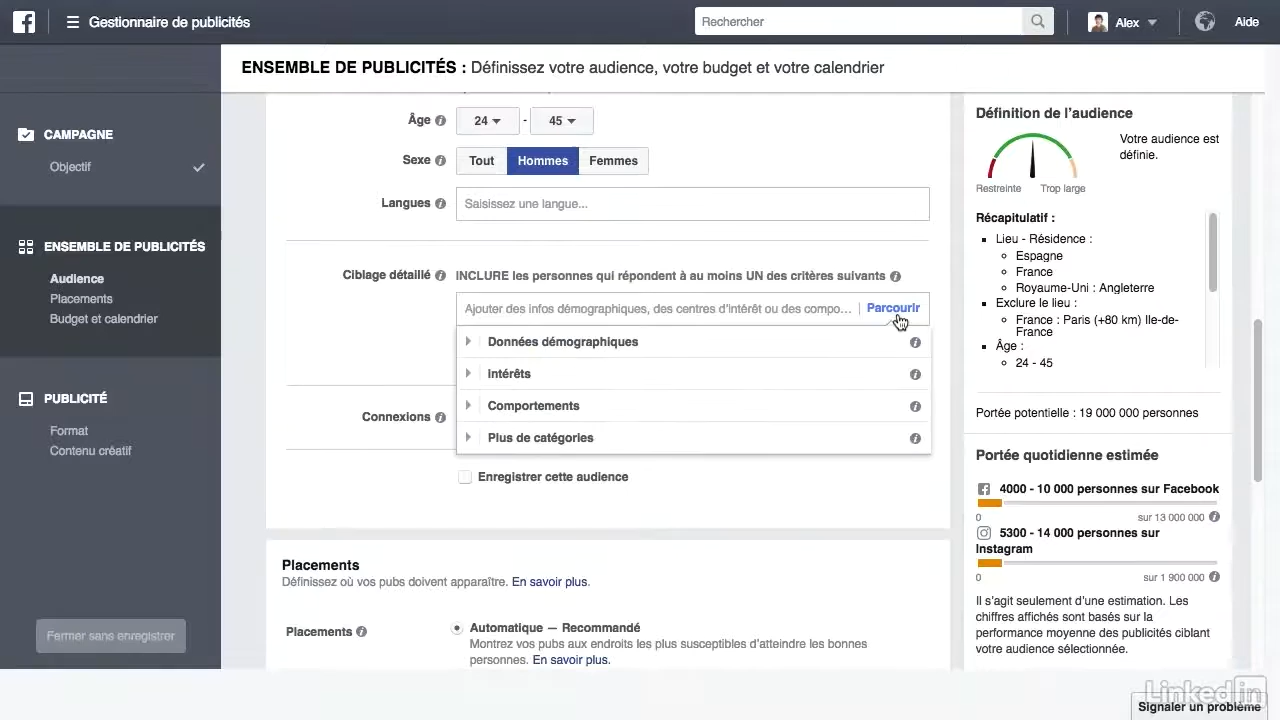 Gestionnaire de publicités
Rechercher
Alex
Aide
ENSEMBLE DE PUBLICITÉS : Définissez votre audience, votre budget et votre calendrier
CAMPAGNE
Objectif
ENSEMBLE DE PUBLICITÉS
Audience
Placements
Budget et calendrier
PUBLICITÉ
Format
Contenu créatif
Fermer sans enregistrer
Âge
24 - 45
Sexe
Tout Hommes Femmes
Langues
Saisissez une langue...
Ciblage détaillé
INCLURE les personnes qui répondent à au moins UN des critères suivants
Ajouter des infos démographiques, des centres d'intérêt ou des compo... | Parcourir
Données démographiques
intérêts
Comportements
Plus de catégories
Connexions
Enregistrer cette audience
Placements
Définissez où vos pubs doivent apparaître. En savoir plus.
Placements
Automatique — Recommandé
Montrez vos pubs aux endroits les plus susceptibles d'atteindre les bonnes
personnes. En savoir plus.
Définition de l'audience
Restreinte
Trop large
Votre audience est
définie.
Récapitulatif :
Lieu - Résidence :
Espagne
France
Royaume-Uni : Angleterre
Exclure le lieu :
France : Paris (+80 km) Ile-de-
France
Âge :
24 - 45
Portée potentielle : 19 000 000 personnes
Portée quotidienne estimée
4000 - 10 000 personnes sur Facebook
0
sur 13 000 000
5300 - 14 000 personnes sur
Instagram
0
sur 1 900 000
Il s'agit seulement d'une estimation. Les
chiffres affichés sont basés sur la
performance moyenne des publicités ciblant
votre audience sélectionnée.
Linked in
Signaler un problème